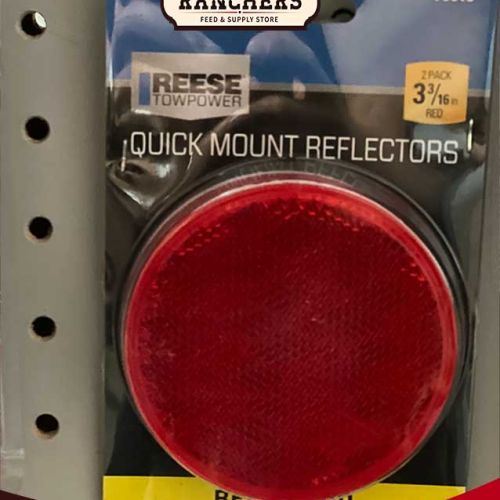 RANCHERS
FEED & SUPPLY STORE
REESE
TOWPOWER
2 PACK
3 3/16 in
RED
QUICK MOUNT REFLECTORS